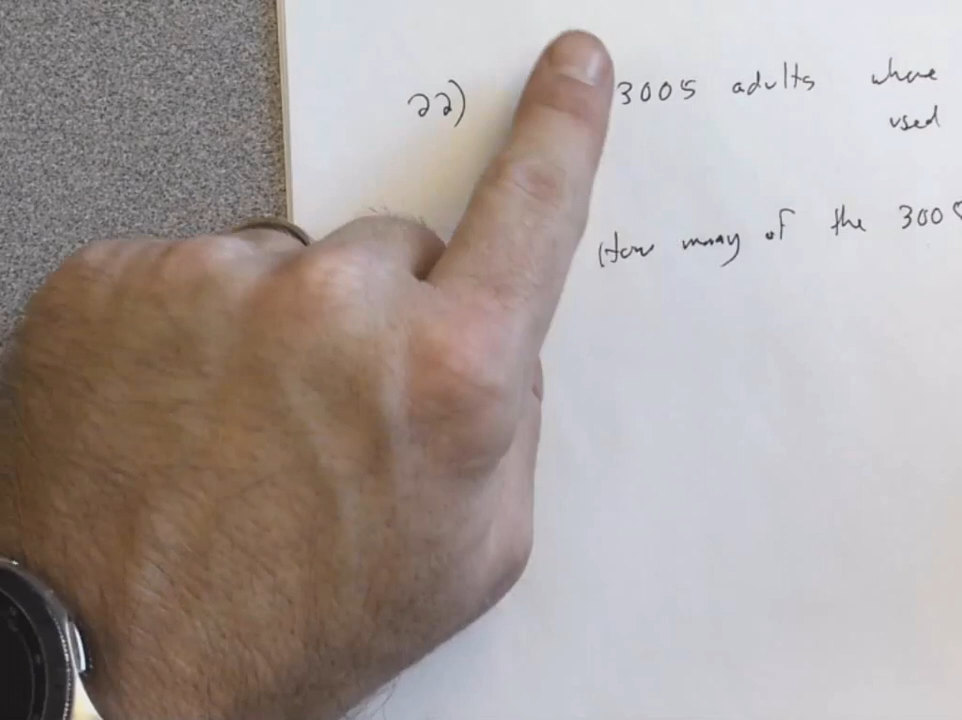 22) 3005 adults where
used
How many of the 300